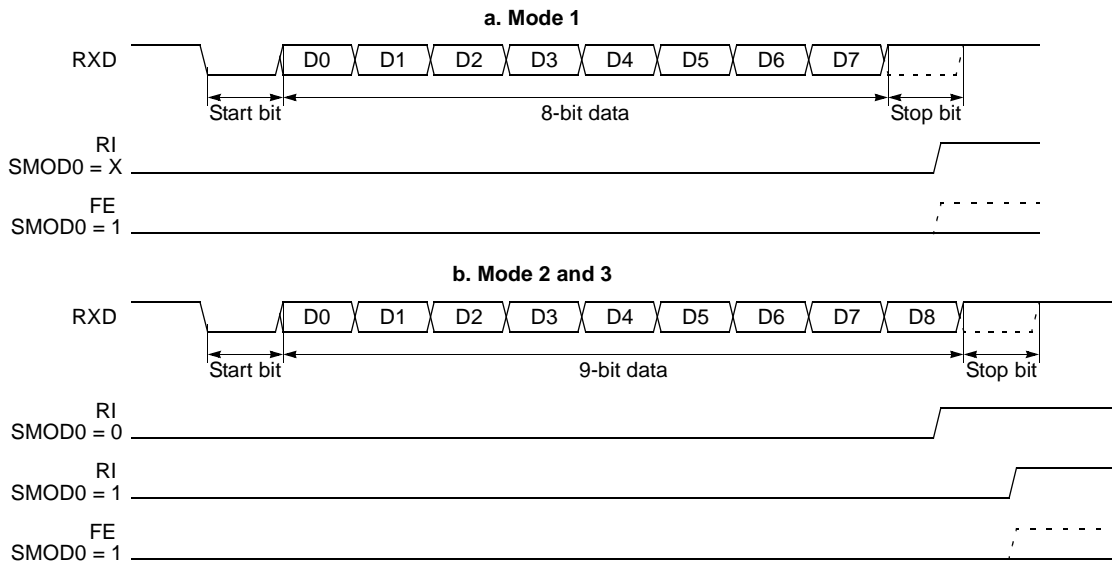 a. Mode 1
RXD D0 D1 D2 D3 D4 D5 D6 D7
Start bit 8-bit data Stop bit
RI
SMOD0 = X
FE
SMOD0 = 1
b. Mode 2 and 3
RXD D0 D1 D2 D3 D4 D5 D6 D7 D8
Start bit 9-bit data Stop bit
RI
SMOD0 = 0
RI
SMOD0 = 1
FE
SMOD0 = 1